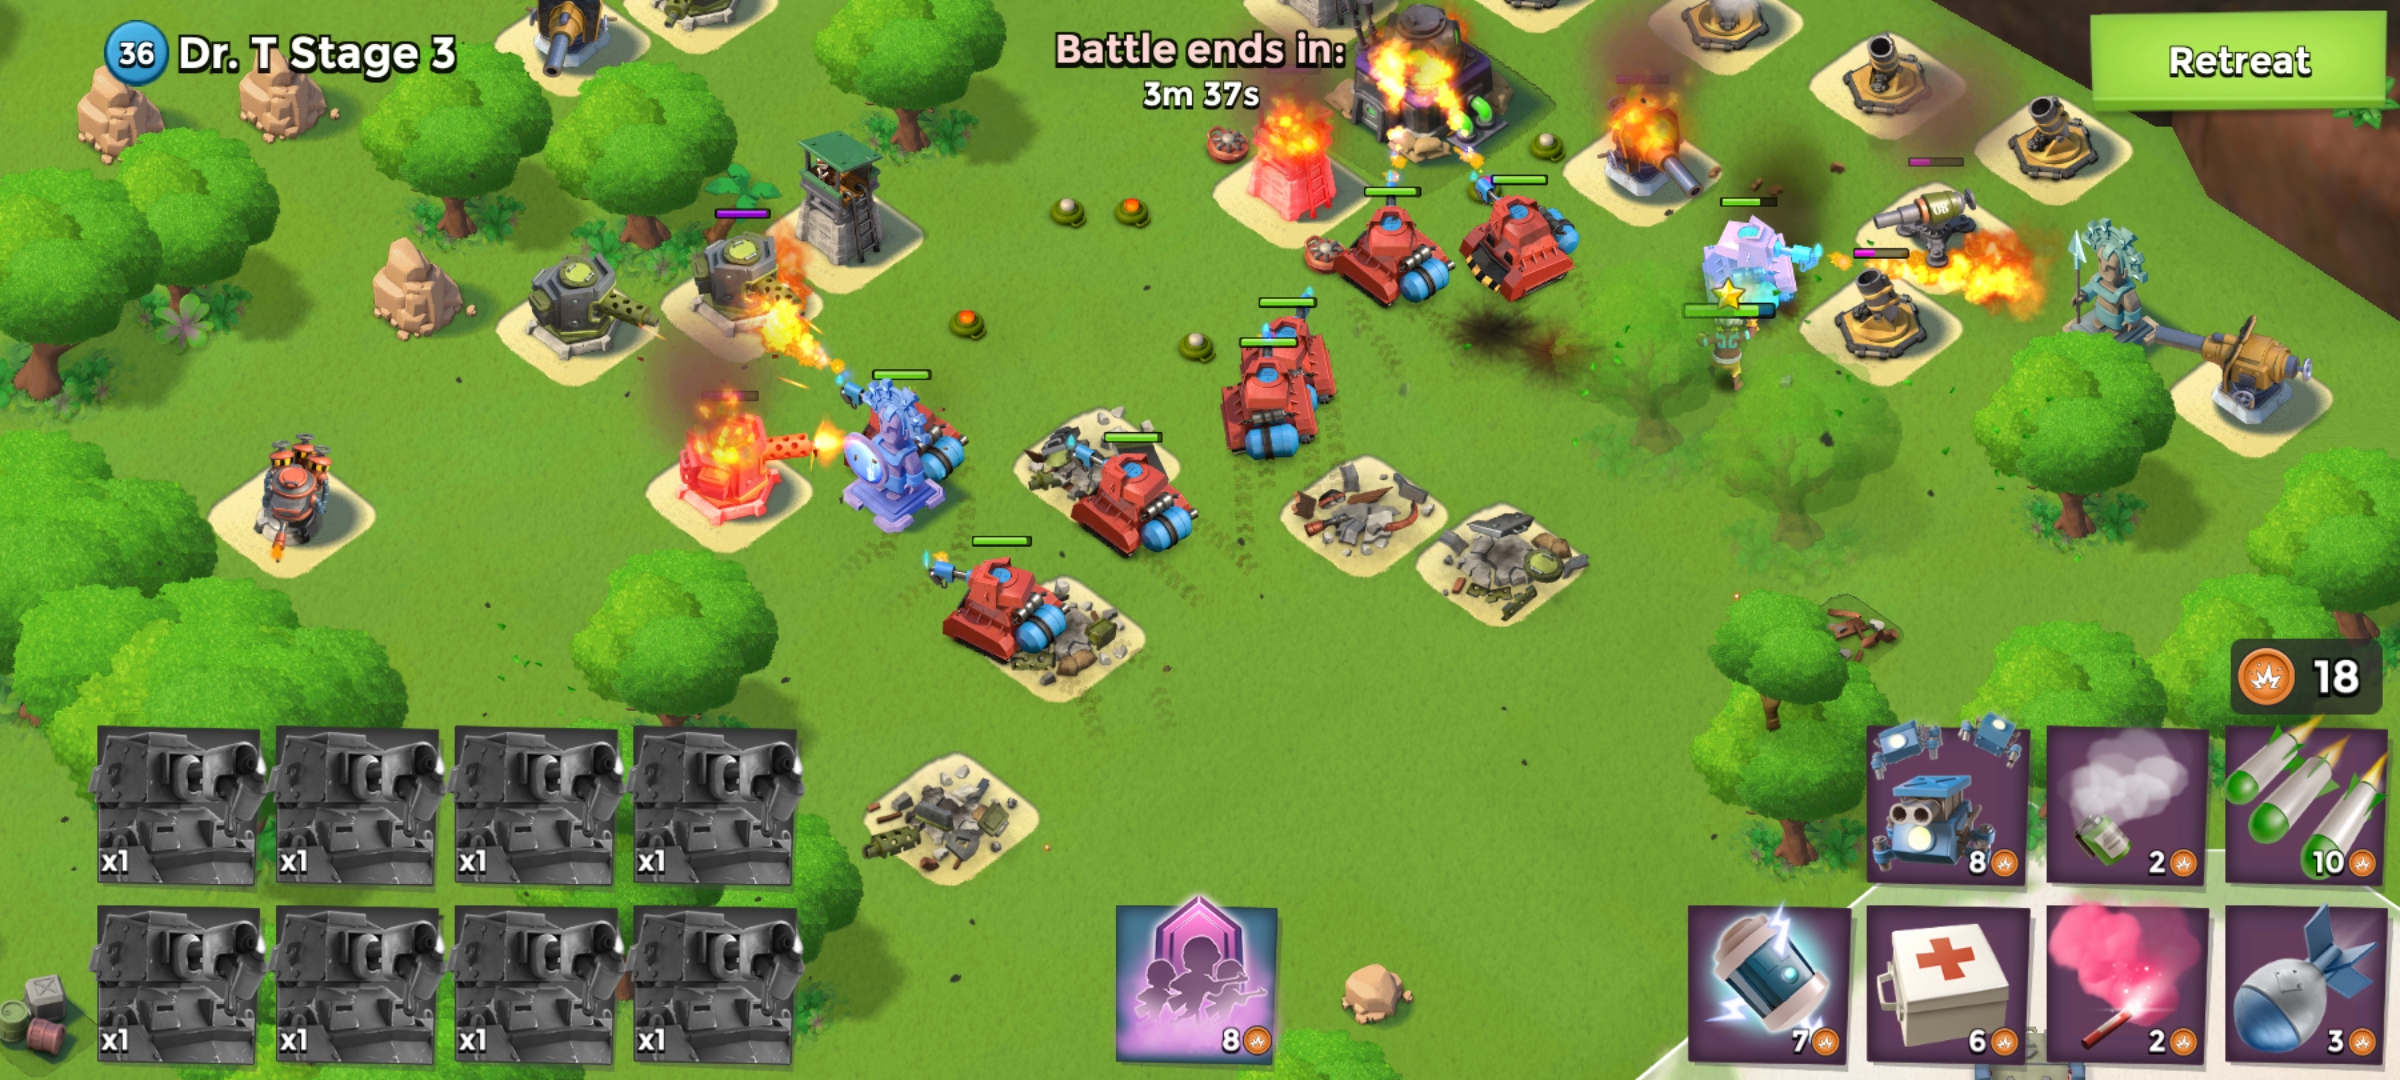 36 Dr. T Stage 3
Battle ends in:
3m 37s
Retreat
18
x1 x1 x1 x1
8 2 10
x1 x1 x1 x1
8
7 6 2 3